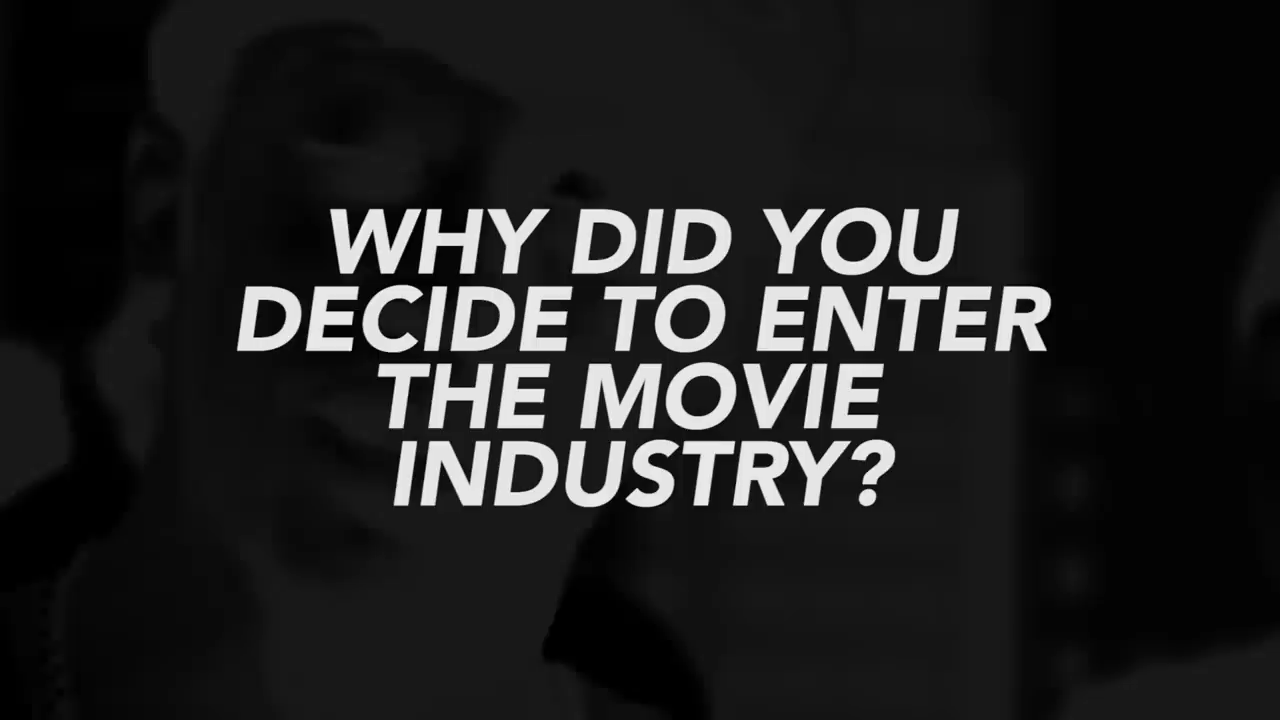 WHY DID YOU
DECIDE TO ENTER
THE MOVIE
INDUSTRY?